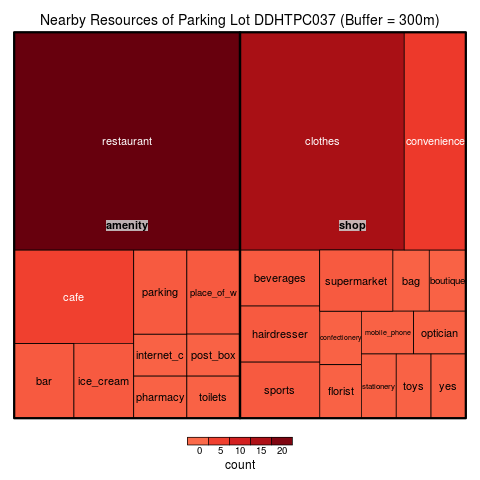 Nearby Resources of Parking Lot DDHTPC037 (Buffer = 300m)
restaurant
clothes
convenience
amenity
shop
cafe
parking
place_of_w
beverages
supermarket
bag
boutique
internet_c
post_box
hairdresser
confectionery
mobile_phone
optician
bar
ice_cream
pharmacy
toilets
sports
florist
stationery
toys
yes
0 5 10 15 20
count